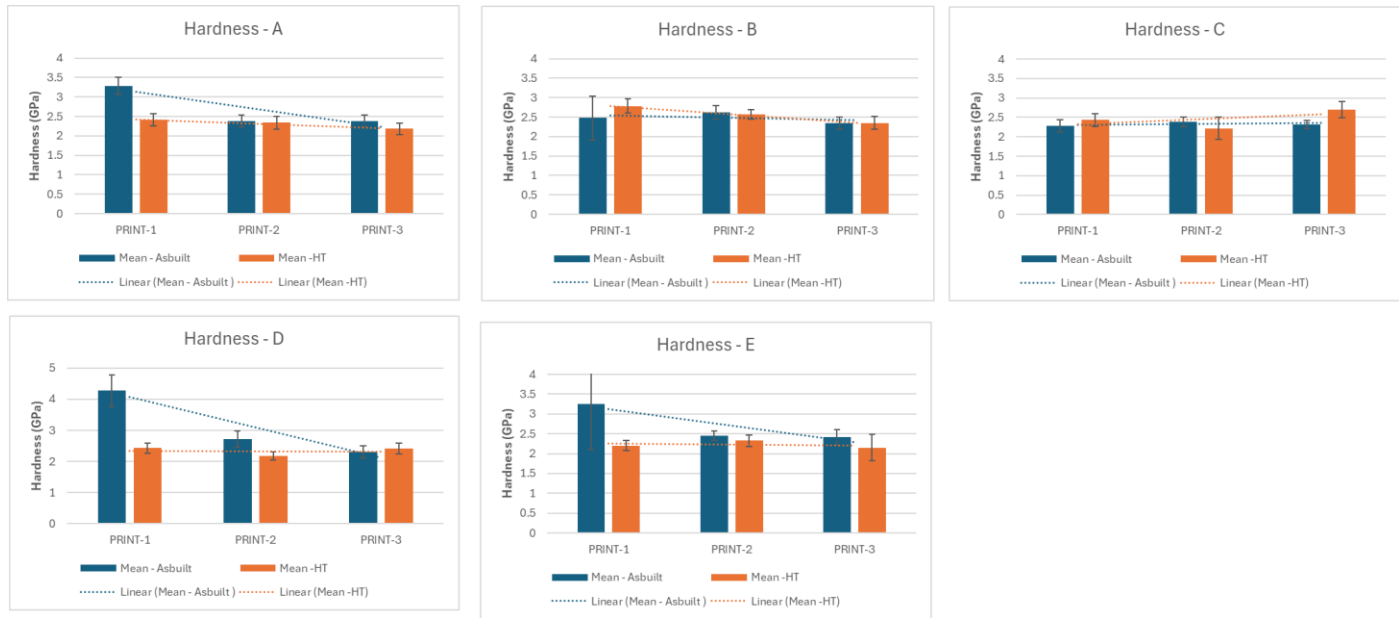 Hardness - A
Hardness (GPa)
4
3.5
3
2.5
2
1.5
1
0.5
0
PRINT-1 PRINT-2 PRINT-3
Mean - Asbuilt Mean -HT
Linear (Mean - Asbuilt ) Linear (Mean -HT)
Hardness - B
Hardness (GPa)
4
3.5
3
2.5
2
1.5
1
0.5
0
PRINT-1 PRINT-2 PRINT-3
Mean - Asbuilt Mean -HT
Linear (Mean - Asbuilt ) Linear (Mean -HT)
Hardness - C
Hardness (GPa)
4
3.5
3
2.5
2
1.5
1
0.5
0
PRINT-1 PRINT-2 PRINT-3
Mean - Asbuilt Mean -HT
Linear (Mean - Asbuilt ) Linear (Mean -HT)
Hardness - D
Hardness (GPa)
5
4
3
2
1
0
PRINT-1 PRINT-2 PRINT-3
Mean - Asbuilt Mean -HT
Linear (Mean - Asbuilt ) Linear (Mean -HT)
Hardness - E
Hardness (GPa)
4
3.5
3
2.5
2
1.5
1
0.5
0
PRINT-1 PRINT-2 PRINT-3
Mean - Asbuilt Mean -HT
Linear (Mean - Asbuilt ) Linear (Mean -HT)